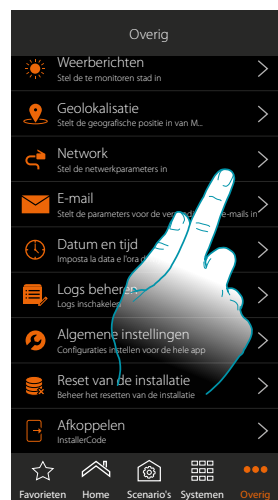 Overig
Weerberichten
Stel de te monitoren stad in
Geolokalisatie
Stelt de geografische positie in van M...
Network
Stel de netwerkparameters in
E-mail
Stelt de parameters voor de e-mails in
Datum en tijd
Imposta la data e l'ora
Logs beheren
Logs inschakelen
Algemene instellingen
Configuraties instellen voor de hele app
Reset van de installatie
Beheer het resetten van de installatie
Afkoppelen
InstallerCode
Favorieten Home Scenario's Systemen Overig